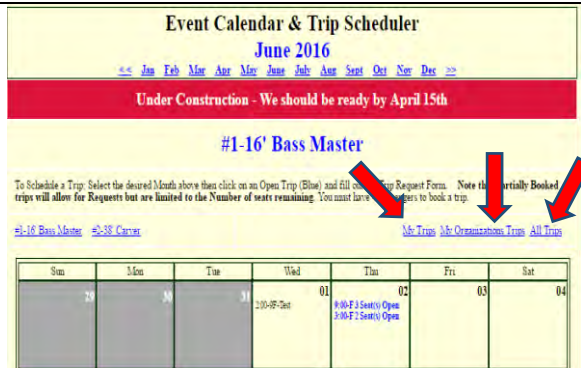 Event Calendar & Trip Scheduler
June 2016
<< Jan Feb Mar Apr May June July Aug Sept Oct Nov Dec >>
Under Construction - We should be ready by April 15th
#1-16' Bass Master
To Schedule a Trip: Select the desired Month above then click on an Open Trip (Blue) and fill Trip Request Form. Note Partially Booked
trips will allow for Requests but are limited to the Number of seats remaining. You must have to book a trip.
#1-16' Bass Master #2-38' Carver My Trips My Organizations Trips All Trips
Sun Mon Tue Wed Thu Fri Sat
29 30 31 01 02 03 04
2:00-9F-Test 9:00-F 3 Seat(s) Open
3:00-F 2 Seat(s) Open